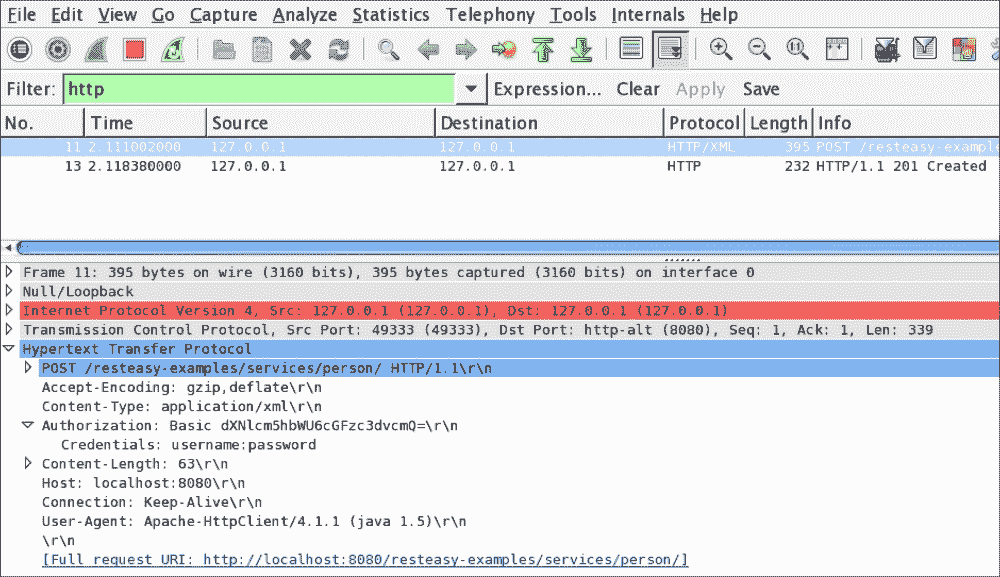 File Edit View Go Capture Analyze Statistics Telephony Tools Internals Help
Filter: http Expression... Clear Apply Save
No. Time Source Destination Protocol Length Info
11 2.111002000 127.0.0.1 127.0.0.1 HTTP/XML 395 POST /resteasy-example
13 2.118380000 127.0.0.1 127.0.0.1 HTTP 232 HTTP/1.1 201 Created
Frame 11: 395 bytes on wire (3160 bits), 395 bytes captured (3160 bits) on interface 0
Null/Loopback
Internet Protocol Version 4, Src: 127.0.0.1 (127.0.0.1), Dst: 127.0.0.1 (127.0.0.1)
Transmission Control Protocol, Src Port: 49333 (49333), Dst Port: http-alt (8080), Seq: 1, Ack: 1, Len: 339
Hypertext Transfer Protocol
POST /resteasy-examples/services/person/ HTTP/1.1\r\n
Accept-Encoding: gzip,deflate\r\n
Content-Type: application/xml\r\n
Authorization: Basic dXNlcm5hbWU6cGFzc3dvcmQ=\r\n
Credentials: username:password
Content-Length: 63\r\n
Host: localhost:8080\r\n
Connection: Keep-Alive\r\n
User-Agent: Apache-HttpClient/4.1.1 (java 1.5)\r\n
\r\n
[Full request URI: http://localhost:8080/resteasy-examples/services/person/]